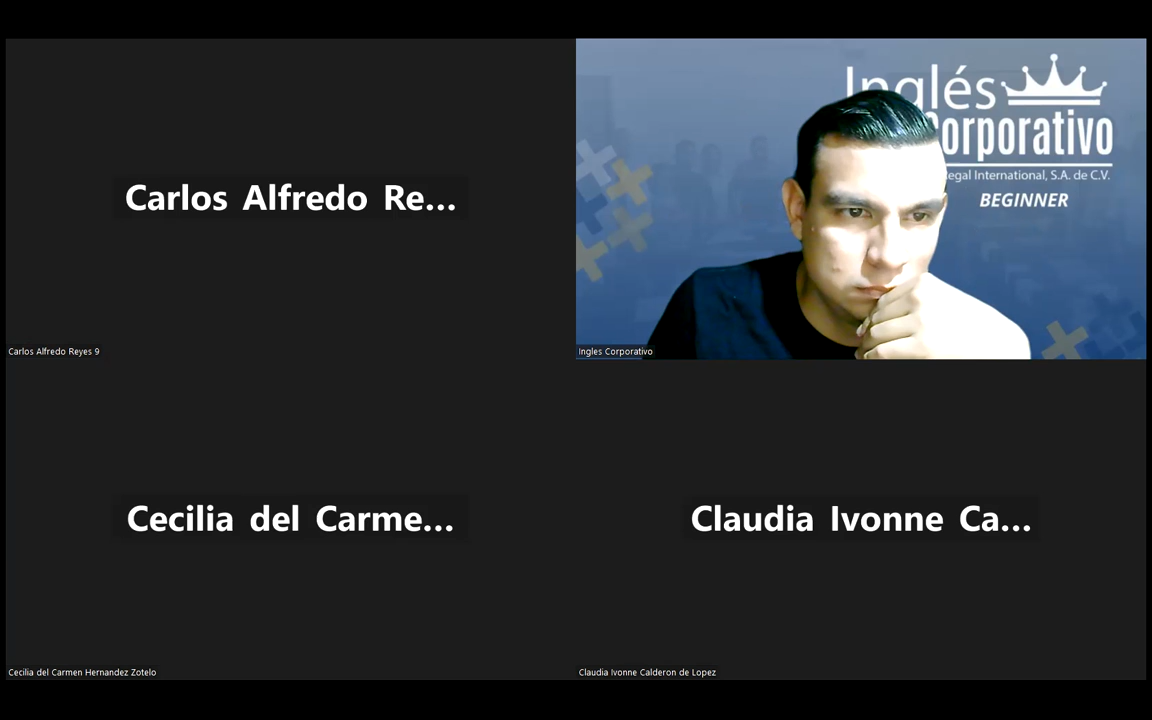 Carlos Alfredo Re...
Carlos Alfredo Reyes 9
Inglés
Corporativo
egal International, S.A. de C.V.
BEGINNER
Ingles Corporativo
Cecilia del Carme...
Cecilia del Carmen Hernandez Zotelo
Claudia Ivonne Ca...
Claudia Ivonne Calderon de Lopez